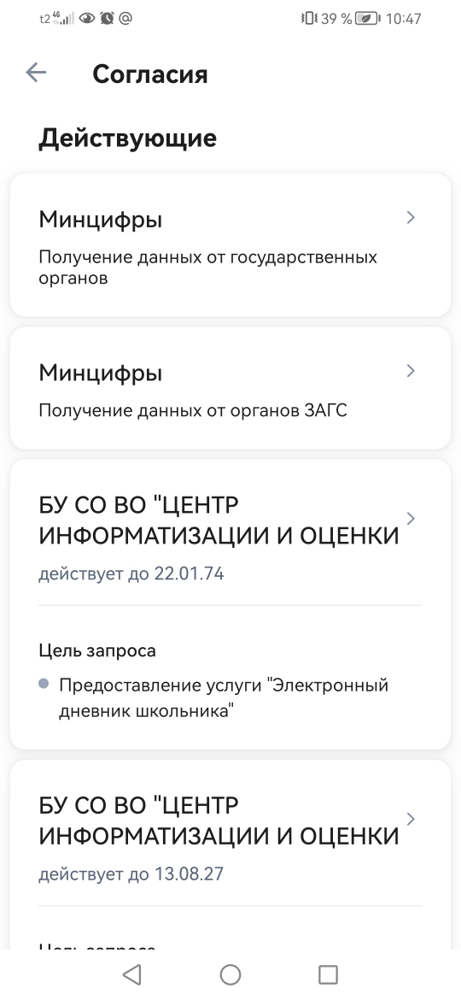 t2 4G 39 % 10:47
Согласия
Действующие
Минцифры
Получение данных от государственных
органов
Минцифры
Получение данных от органов ЗАГС
БУ СО ВО "ЦЕНТР
ИНФОРМАТИЗАЦИИ И ОЦЕНКИ
действует до 22.01.74
Цель запроса
Предоставление услуги "Электронный
дневник школьника"
БУ СО ВО "ЦЕНТР
ИНФОРМАТИЗАЦИИ И ОЦЕНКИ
действует до 13.08.27
Цель запроса